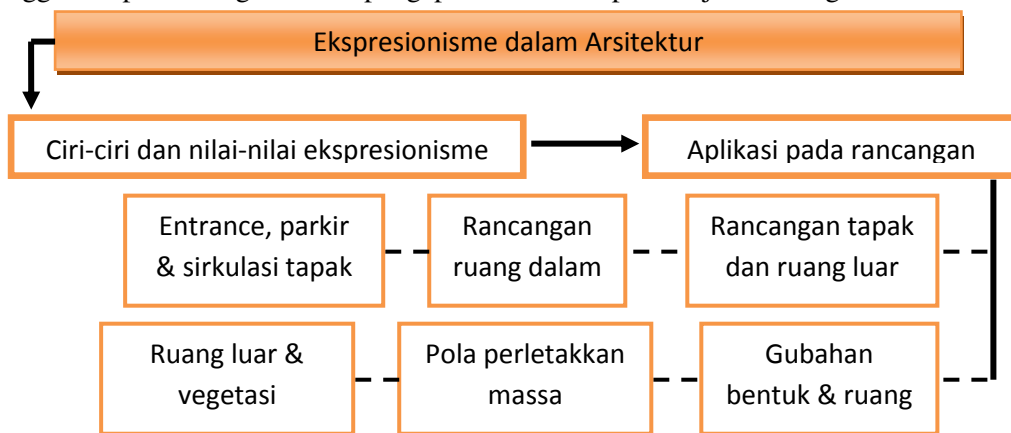 Ekspresionisme dalam Arsitektur
Ciri-ciri dan nilai-nilai ekspresionisme
Aplikasi pada rancangan
Entrance, parkir
& sirkulasi tapak
Rancangan
ruang dalam
Rancangan tapak
dan ruang luar
Ruang luar &
vegetasi
Pola perletakkan
massa
Gubahan
bentuk & ruang